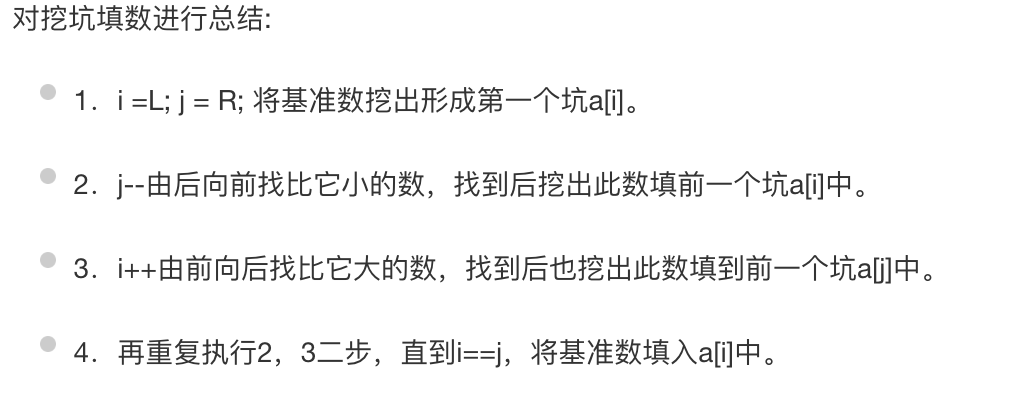 对挖坑填数进行总结:
1．i =L; j = R; 将基准数挖出形成第一个坑a[i]。
2．j--由后向前找比它小的数，找到后挖出此数填前一个坑a[i]中。
3．i++由前向后找比它大的数，找到后也挖出此数填到前一个坑a[j]中。
4．再重复执行2，3二步，直到i==j，将基准数填入a[i]中。